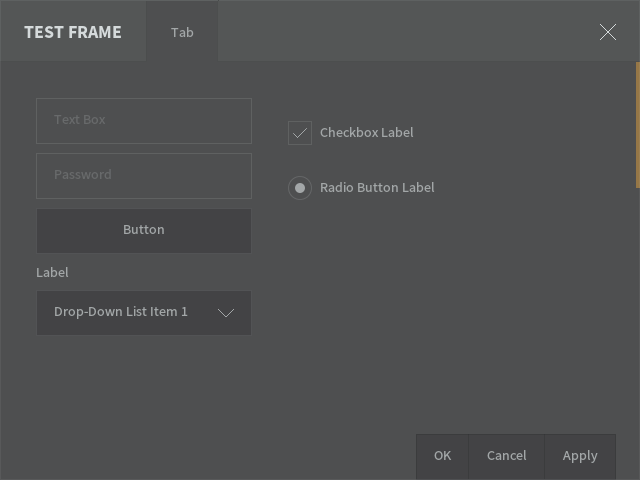 TEST FRAME
Tab
Text Box
Password
Button
Label
Drop-Down List Item 1
Checkbox Label
Radio Button Label
OK
Cancel
Apply